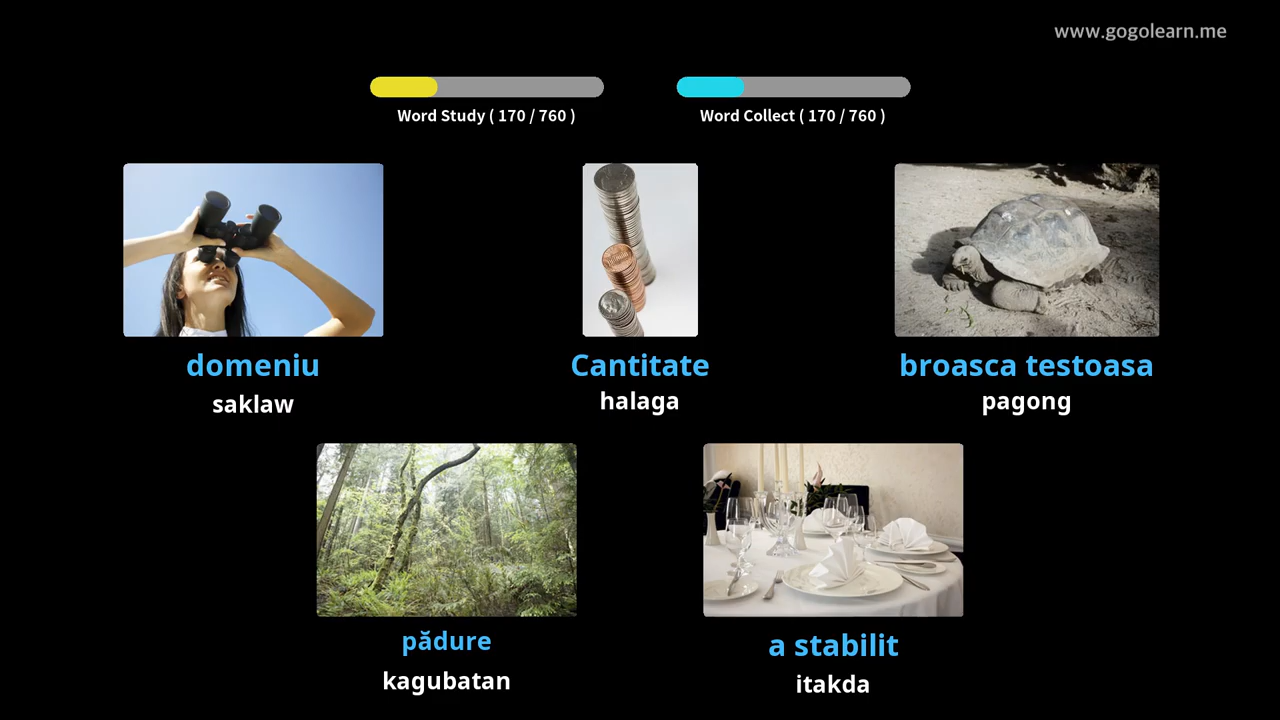 www.gogolearn.me
Word Study ( 170 / 760 )
Word Collect ( 170 / 760 )
domeniu
saklaw
Cantitate
halaga
broasca testoasa
pagong
pădure
kagubatan
a stabilit
itakda